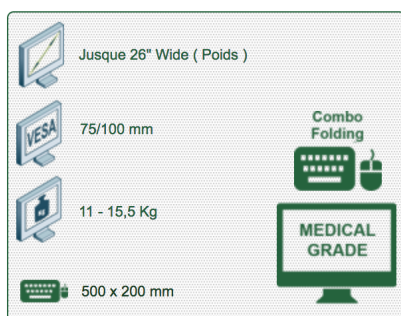 Jusque 26" Wide ( Poids )
VESA
75/100 mm
Combo
Folding
KG
11 - 15,5 Kg
MEDICAL
GRADE
500 x 200 mm